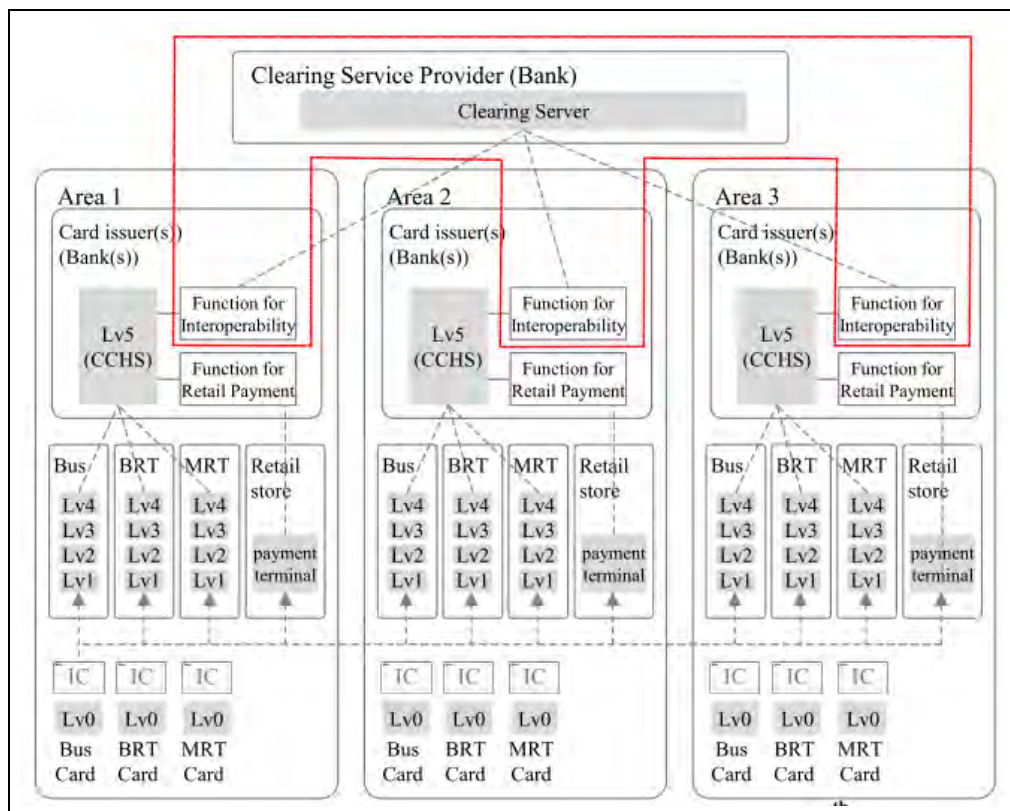 Clearing Service Provider (Bank)
Clearing Server
Area 1
Card issuer(s))
(Bank(s))
Lv5
(CCHS)
Function for
Interoperability
Function for
Retail Payment
Bus
BRT
MRT
Retail
store
Lv4
Lv3
Lv2
Lv1
Lv4
Lv3
Lv2
Lv1
Lv4
Lv3
Lv2
Lv1
payment
terminal
IC
IC
IC
Lv0
Lv0
Lv0
Bus
Card
BRT
Card
MRT
Card
Area 2
Card issuer(s)
(Bank(s))
Lv5
(CCHS)
Function for
Interoperability
Function for
Retail Payment
Bus
BRT
MRT
Retail
store
Lv4
Lv3
Lv2
Lv1
Lv4
Lv3
Lv2
Lv1
Lv4
Lv3
Lv2
Lv1
payment
terminal
IC
IC
IC
Lv0
Lv0
Lv0
Bus
Card
BRT
Card
MRT
Card
Area 3
Card issuer(s)
(Bank(s))
Lv5
(CCHS)
Function for
Interoperability
Function for
Retail Payment
Bus
BRT
MRT
Retail
store
Lv4
Lv3
Lv2
Lv1
Lv4
Lv3
Lv2
Lv1
Lv4
Lv3
Lv2
Lv1
payment
terminal
IC
IC
IC
Lv0
Lv0
Lv0
Bus
Card
BRT
Card
MRT
Card